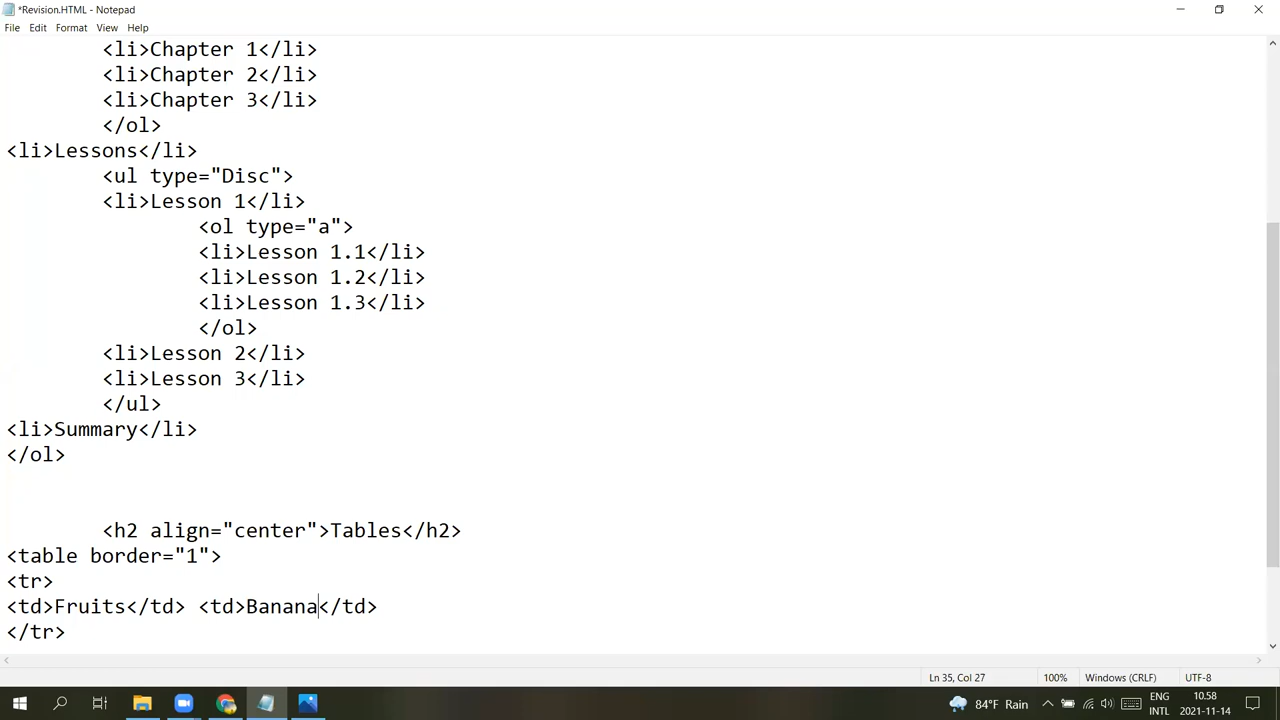 *Revision.HTML - Notepad
File Edit Format View Help
<li>Chapter 1</li>
<li>Chapter 2</li>
<li>Chapter 3</li>
</ol>
<li>Lessons</li>
<ul type="Disc">
<li>Lesson 1</li>
<ol type="a">
<li>Lesson 1.1</li>
<li>Lesson 1.2</li>
<li>Lesson 1.3</li>
</ol>
<li>Lesson 2</li>
<li>Lesson 3</li>
</ul>
<li>Summary</li>
</ol>
<h2 align="center">Tables</h2>
<table border="1">
<tr>
<td>Fruits</td> <td>Banana</td>
</tr>
Ln 35, Col 27 100% Windows (CRLF) UTF-8
84°F Rain ENG 10.58
INTL 2021-11-14